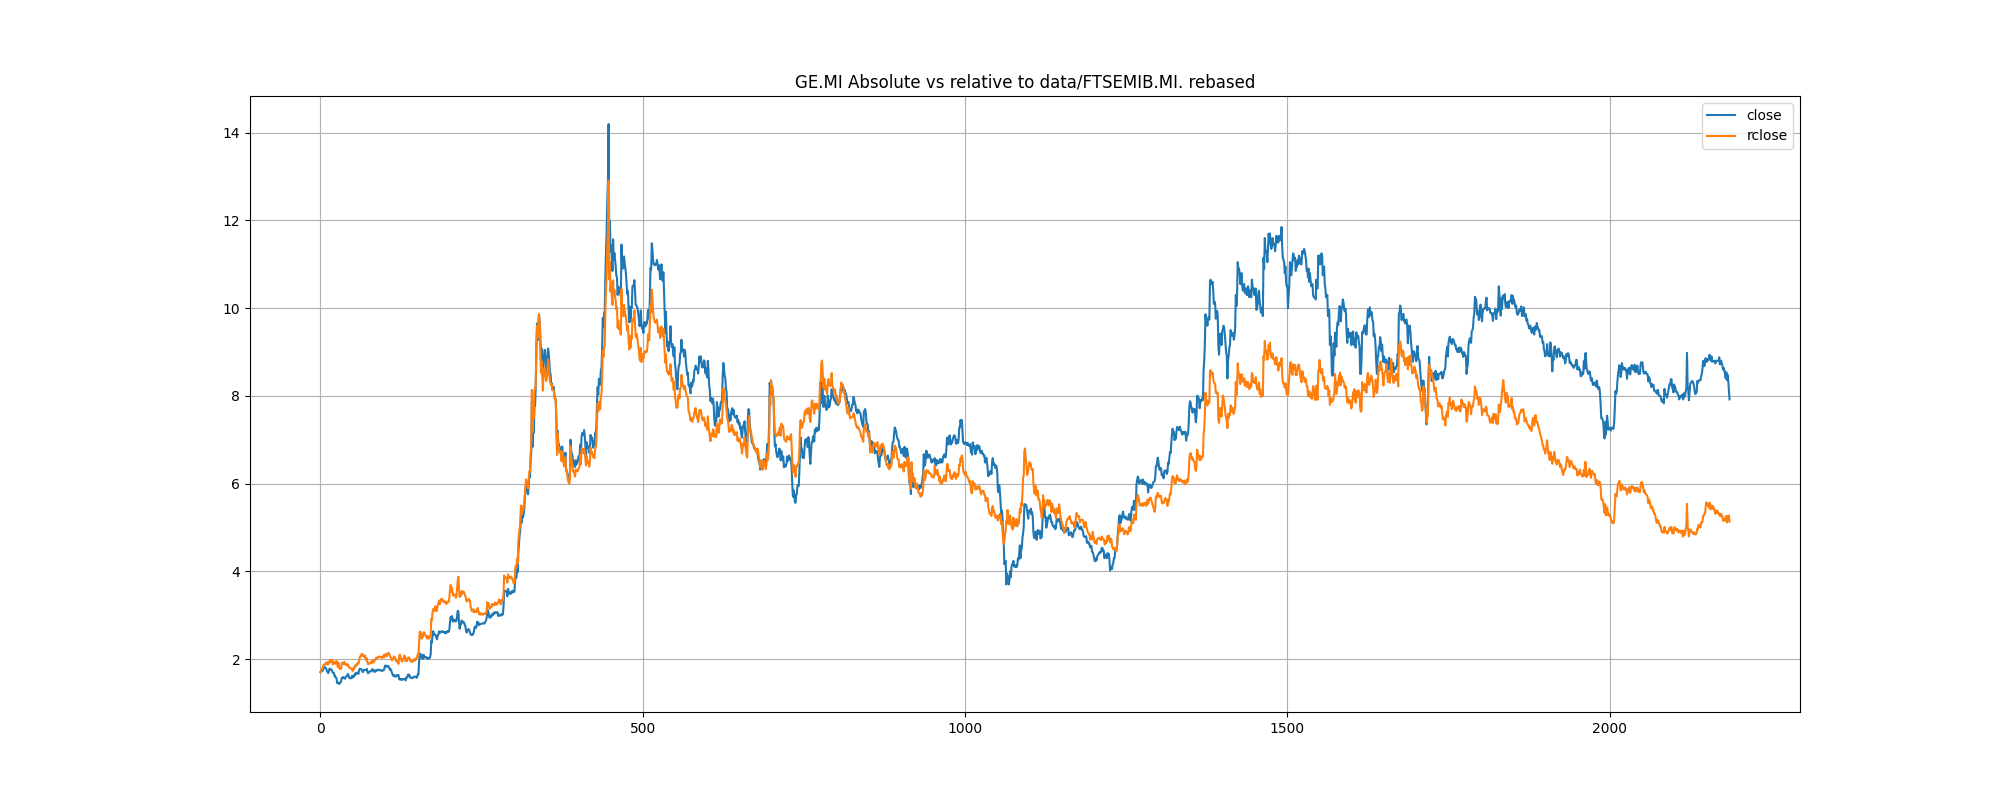 GE.MI Absolute vs relative to data/FTSEMIB.MI. rebased
close
rclose
14
12
10
8
6
4
2
0 500 1000 1500 2000